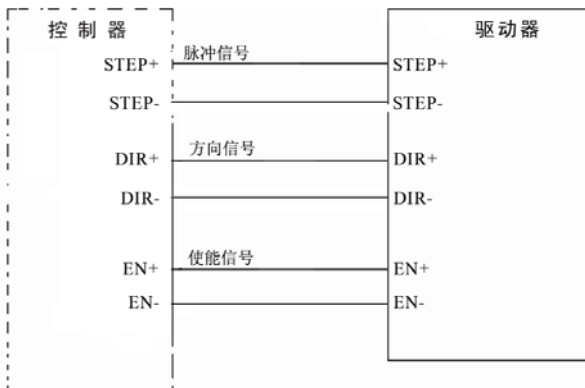 控制器
驱动器
脉冲信号
STEP+
STEP+
STEP-
STEP-
方向信号
DIR+
DIR+
DIR-
DIR-
使能信号
EN+
EN+
EN-
EN-